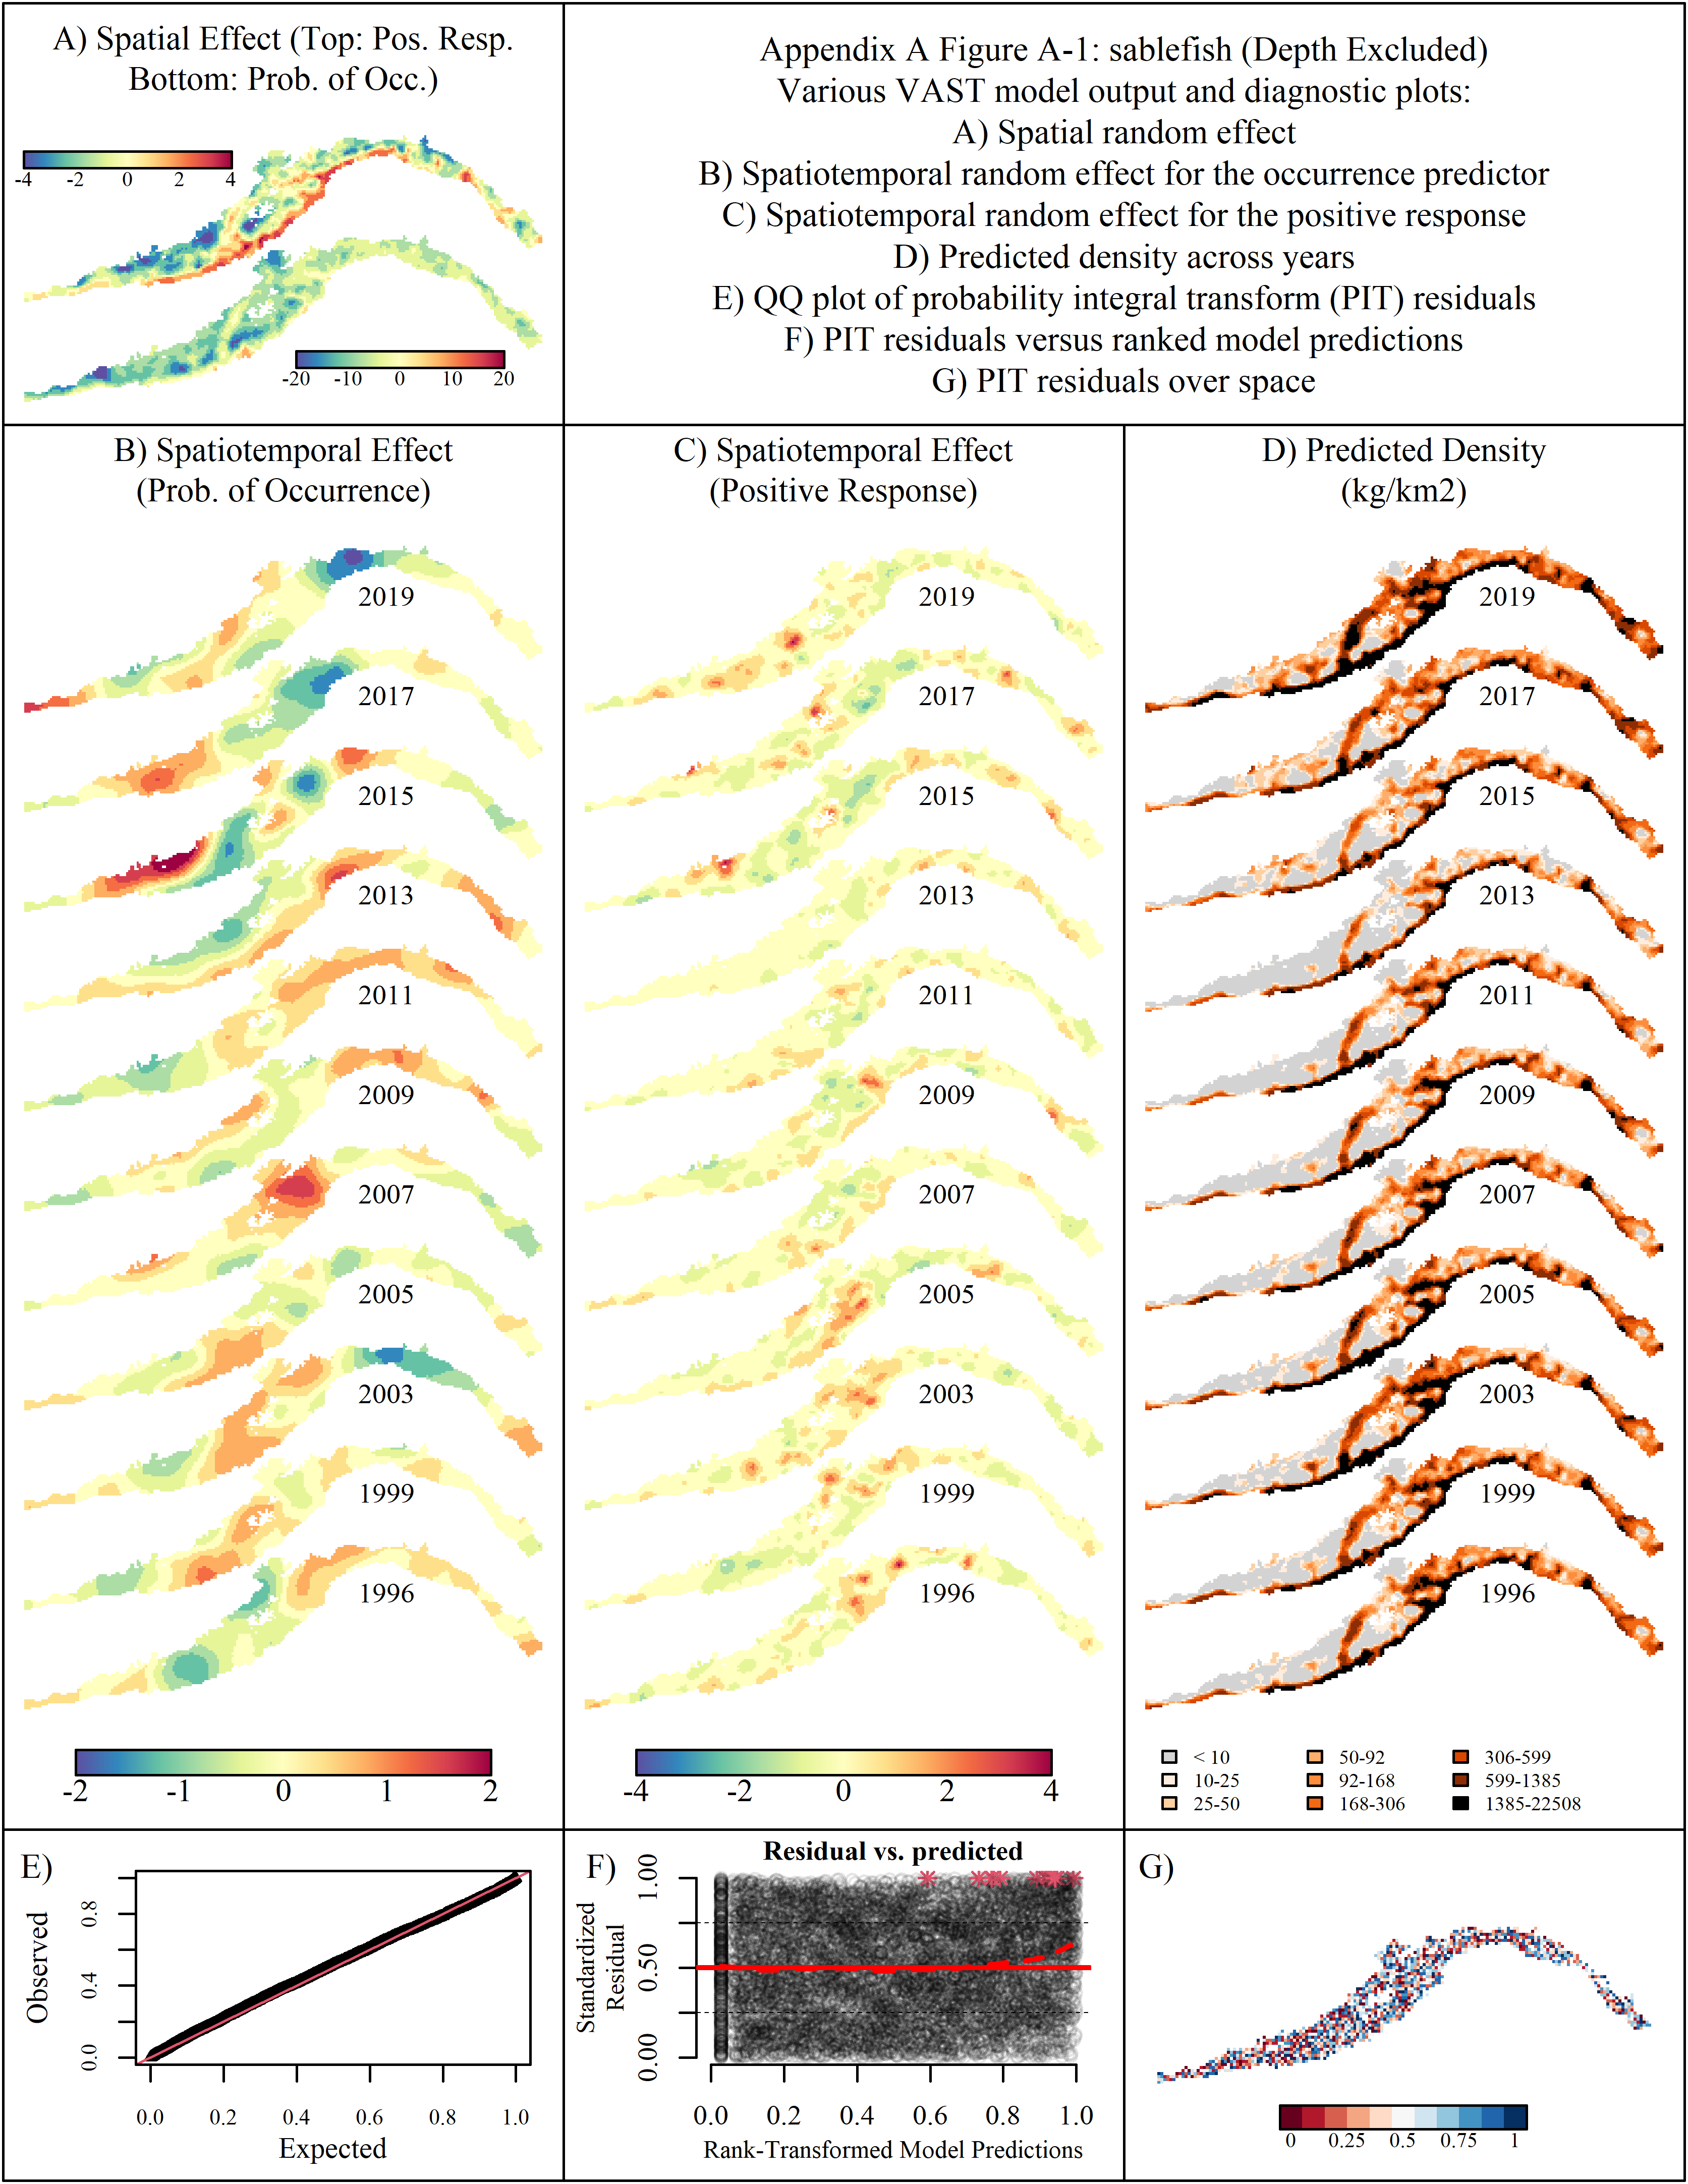 A) Spatial Effect (Top: Pos. Resp.
Bottom: Prob. of Occ.)
-4 -2 0 2 4
-20 -10 0 10 20
Appendix A Figure A-1: sablefish (Depth Excluded)
Various VAST model output and diagnostic plots:
A) Spatial random effect
B) Spatiotemporal random effect for the occurrence predictor
C) Spatiotemporal random effect for the positive response
D) Predicted density across years
E) QQ plot of probability integral transform (PIT) residuals
F) PIT residuals versus ranked model predictions
G) PIT residuals over space
B) Spatiotemporal Effect
(Prob. of Occurrence)
2019
2017
2015
2013
2011
2009
2007
2005
2003
1999
1996
-2 -1 0 1 2
C) Spatiotemporal Effect
(Positive Response)
2019
2017
2015
2013
2011
2009
2007
2005
2003
1999
1996
-4 -2 0 2 4
D) Predicted Density
(kg/km2)
2019
2017
2015
2013
2011
2009
2007
2005
2003
1999
1996
< 10 50-92 306-599
10-25 92-168 599-1385
25-50 168-306 1385-22508
E)
Observed
0.8
0.4
0.0
0.0 0.2 0.4 0.6 0.8 1.0
Expected
F)
Residual vs. predicted
Standardized
Residual
1.00
0.50
0.00
0.0 0.2 0.4 0.6 0.8 1.0
Rank-Transformed Model Predictions
G)
0 0.25 0.5 0.75 1